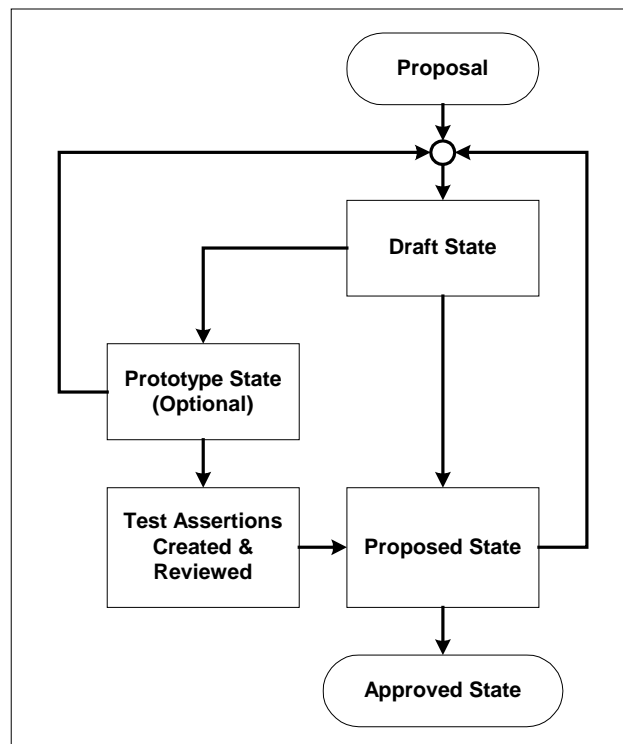 Proposal
Draft State
Prototype State
(Optional)
Test Assertions
Created &
Reviewed
Proposed State
Approved State